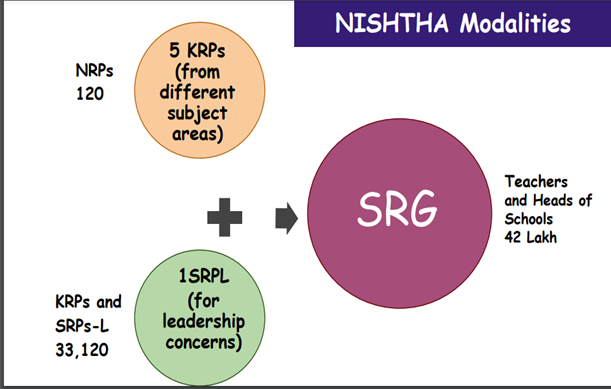 NISHTHA Modalities
NRPs
120
5 KRPs
(from
different
subject
areas)
SRG
Teachers
and Heads of
Schools
42 Lakh
KRPs and
SRPs-L
33,120
1SRPL
(for
leadership
concerns)